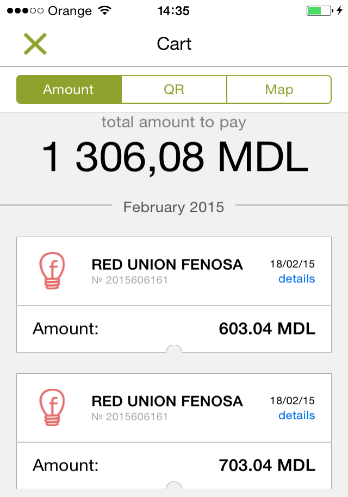 Orange 14:35
Cart
Amount QR Map
total amount to pay
1 306,08 MDL
February 2015
f RED UNION FENOSA 18/02/15
№ 2015606161 details
Amount: 603.04 MDL
f RED UNION FENOSA 18/02/15
№ 2015606161 details
Amount: 703.04 MDL